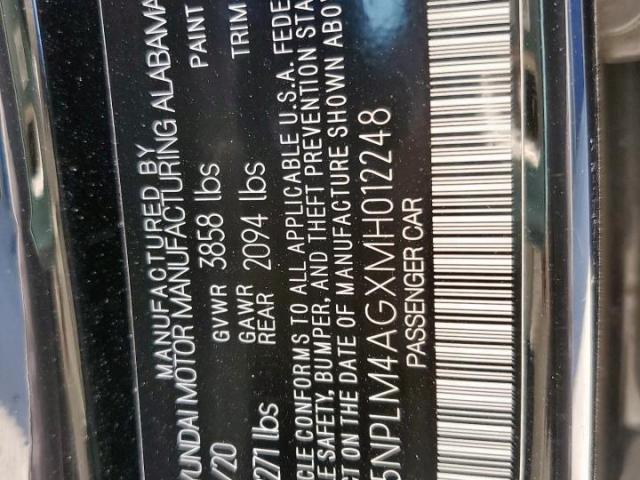 MANUFACTURED BY
YUNDAI MOTOR MANUFACTURING ALABAMA
/20 GVWR 3858 lbs PAINT
271 lbs GAWR REAR 2094 lbs TRIM
CLE CONFORMS TO ALL APPLICABLE U.S.A. FEDE
E SAFETY, BUMPER, AND THEFT PREVENTION STA
CT ON THE DATE OF MANUFACTURE SHOWN ABOV
5NPLM4AGXMH012248
PASSENGER CAR